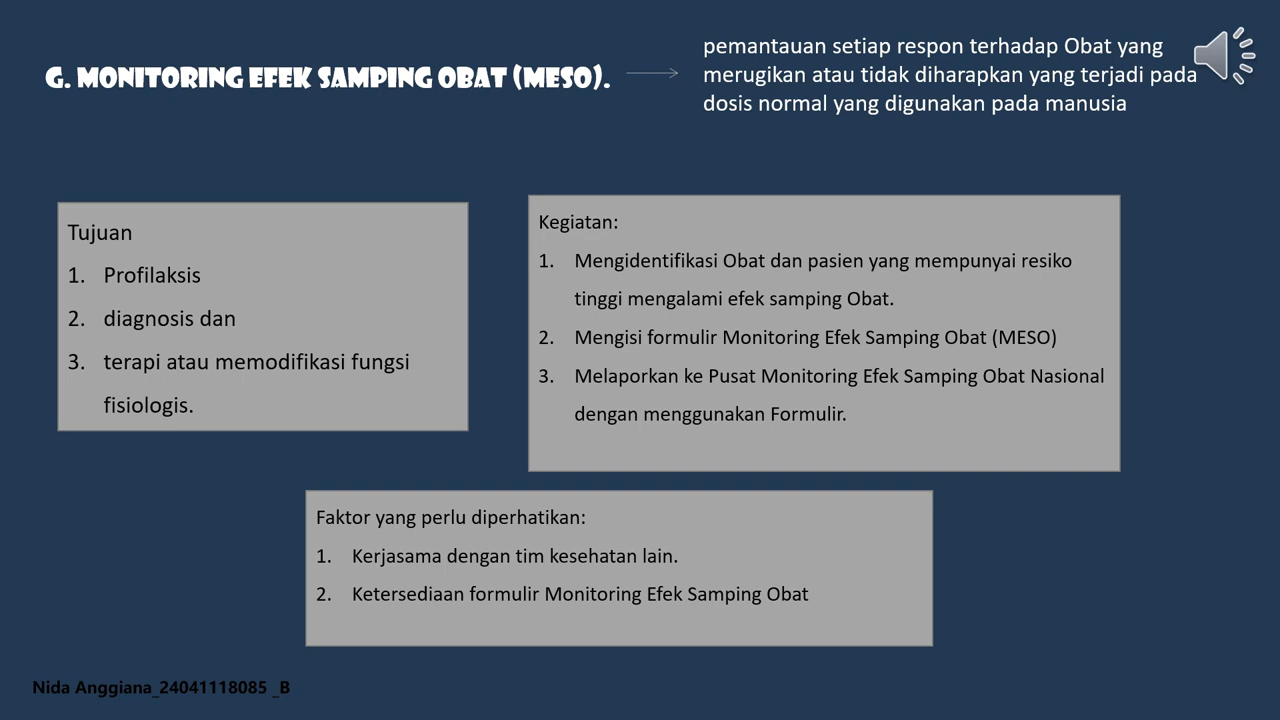 G. MONITORING EFEK SAMPING OBAT (MESO).
pemantauan setiap respon terhadap Obat yang
merugikan atau tidak diharapkan yang terjadi pada
dosis normal yang digunakan pada manusia
Tujuan
1. Profilaksis
2. diagnosis dan
3. terapi atau memodifikasi fungsi
fisiologis.
Kegiatan:
1. Mengidentifikasi Obat dan pasien yang mempunyai resiko
tinggi mengalami efek samping Obat.
2. Mengisi formulir Monitoring Efek Samping Obat (MESO)
3. Melaporkan ke Pusat Monitoring Efek Samping Obat Nasional
dengan menggunakan Formulir.
Faktor yang perlu diperhatikan:
1. Kerjasama dengan tim kesehatan lain.
2. Ketersediaan formulir Monitoring Efek Samping Obat
Nida Anggiana_24041118085 _B